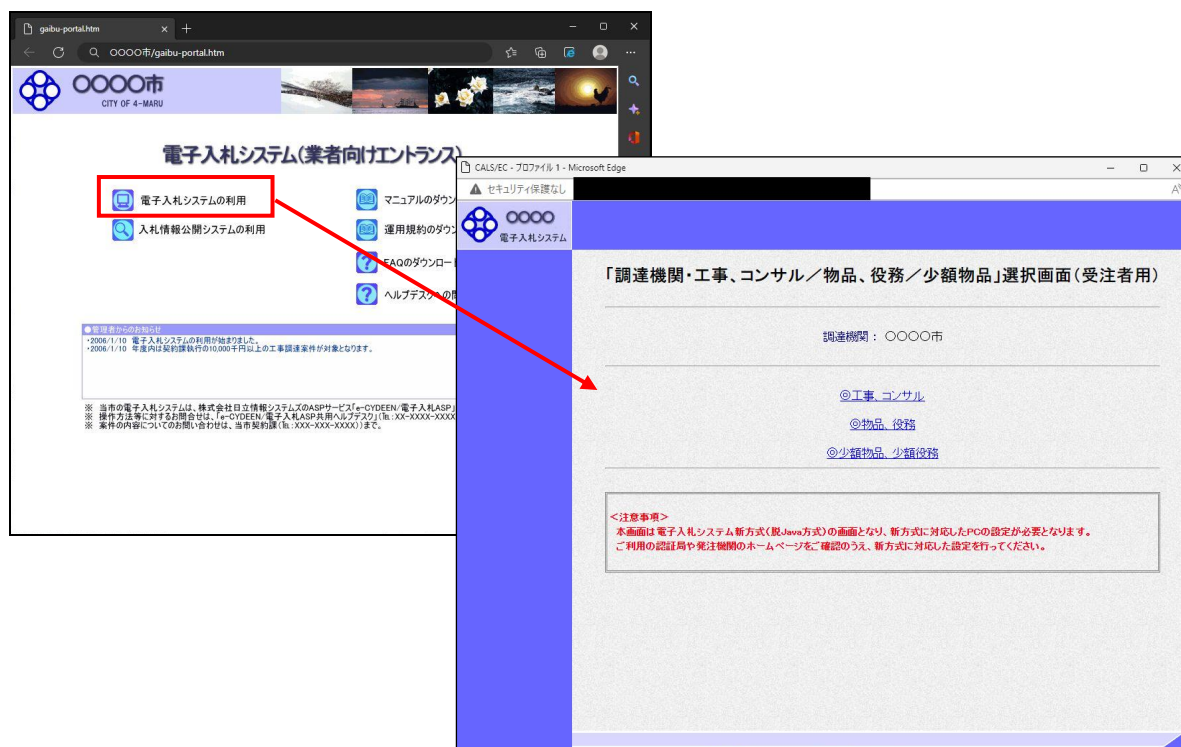 gaibu-portal.htm
〇〇〇〇市/gaibu-portal.htm
〇〇〇〇市
CITY OF 4-MARU
電子入札システム(業者向けエントランス)
電子入札システムの利用
マニュアルのダウン
入札情報公開システムの利用
運用規約のダウン
FAQのダウンロード
ヘルプデスクへの問
●管理者からのお知らせ
・2006/1/10 電子入札システムの利用が始まりました。
・2006/1/10 年度内は契約課執行の10,000千円以上の工事調達案件が対象となります。
※ 当市の電子入札システムは、株式会社日立情報システムズのASPサービス「e-CYDEEN/電子入札ASP」
※ 操作方法等に対するお問合せは、「e-CYDEEN/電子入札ASP共用ヘルプデスク」(℡:XX-XXXX-XXXX
※ 案件の内容についてのお問い合わせは、当市契約課(℡:XXX-XXX-XXXX))まで。
CALS/EC - プロファイル 1 - Microsoft Edge
セキュリティ保護なし
〇〇〇〇
電子入札システム
「調達機関・工事、コンサル／物品、役務／少額物品」選択画面(受注者用)
調達機関： 〇〇〇〇市
◎工事、コンサル
◎物品、役務
◎少額物品、少額役務
＜注意事項＞
本画面は電子入札システム新方式(脱Java方式)の画面となり、新方式に対応したPCの設定が必要となります。
ご利用の認証局や発注機関のホームページをご確認のうえ、新方式に対応した設定を行ってください。